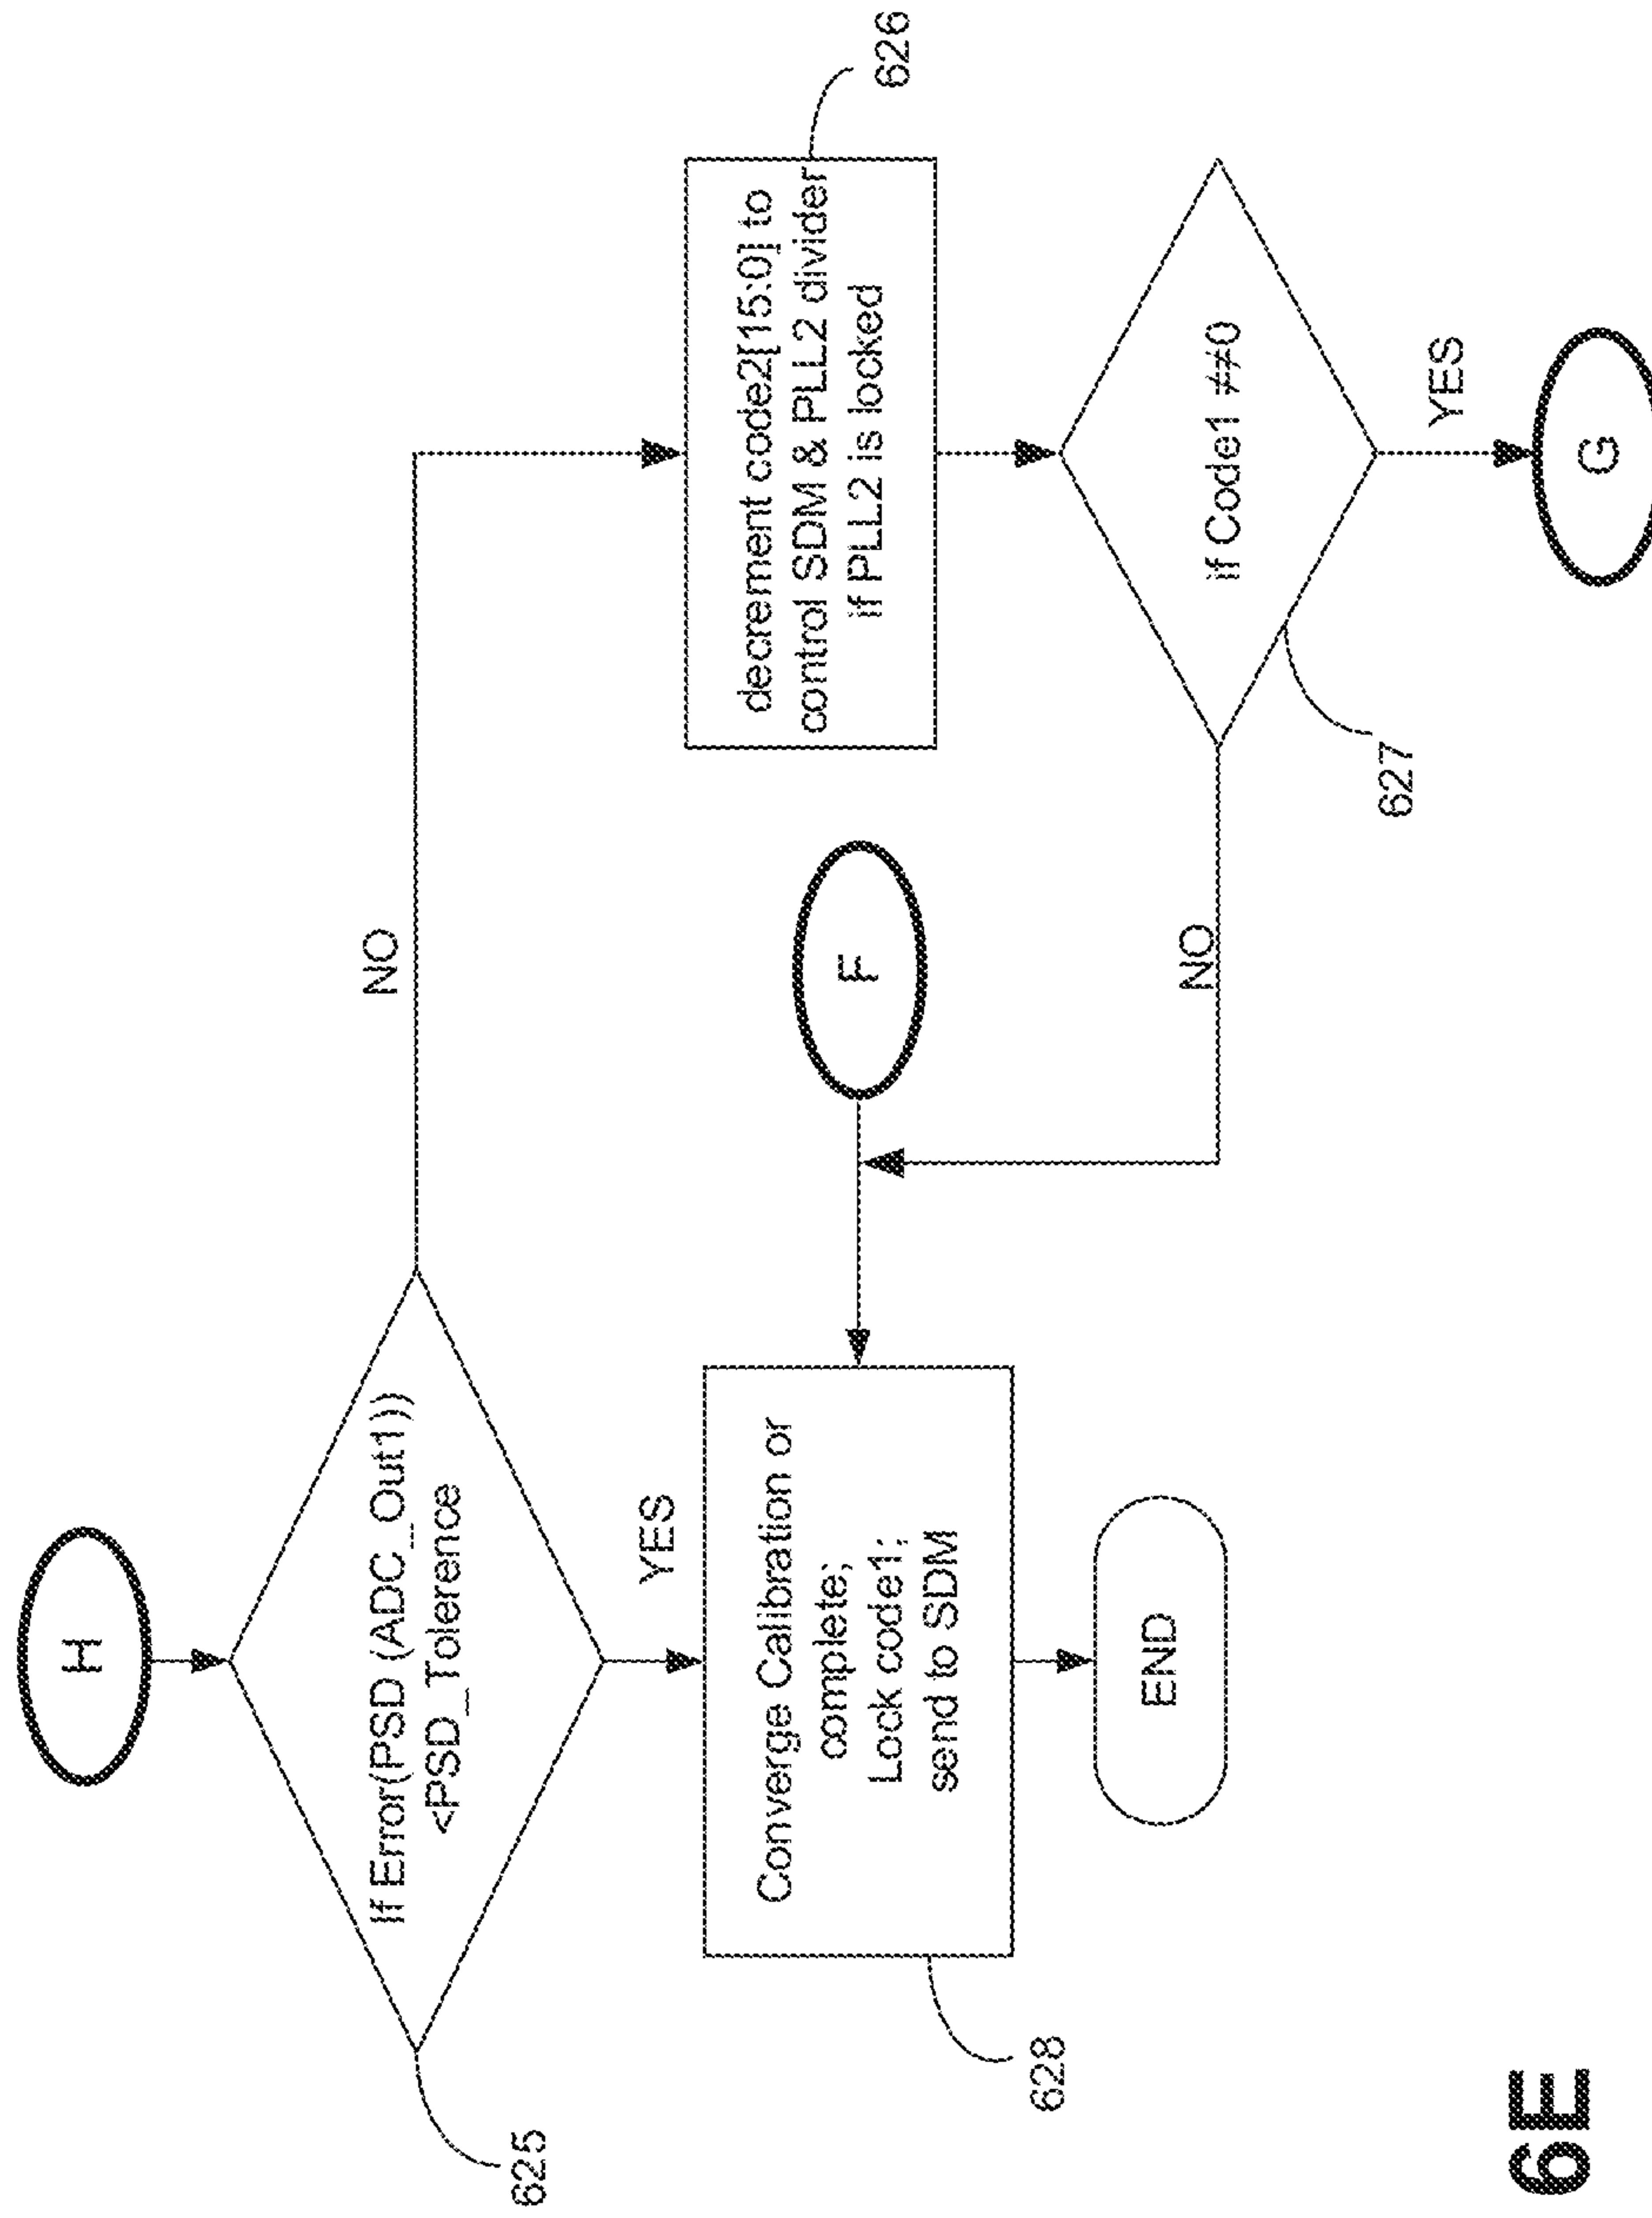 H
If Error(PSD (ADC_Out1))
<PSD_Tolerence
625
NO
YES
decrement code2[15:0] to
control SDM & PLL2 divider
if PLL2 is locked
626
F
Converge Calibration or
complete;
Lock code1;
send to SDM
628
if Code1 ##0
627
NO
YES
END
G
6E